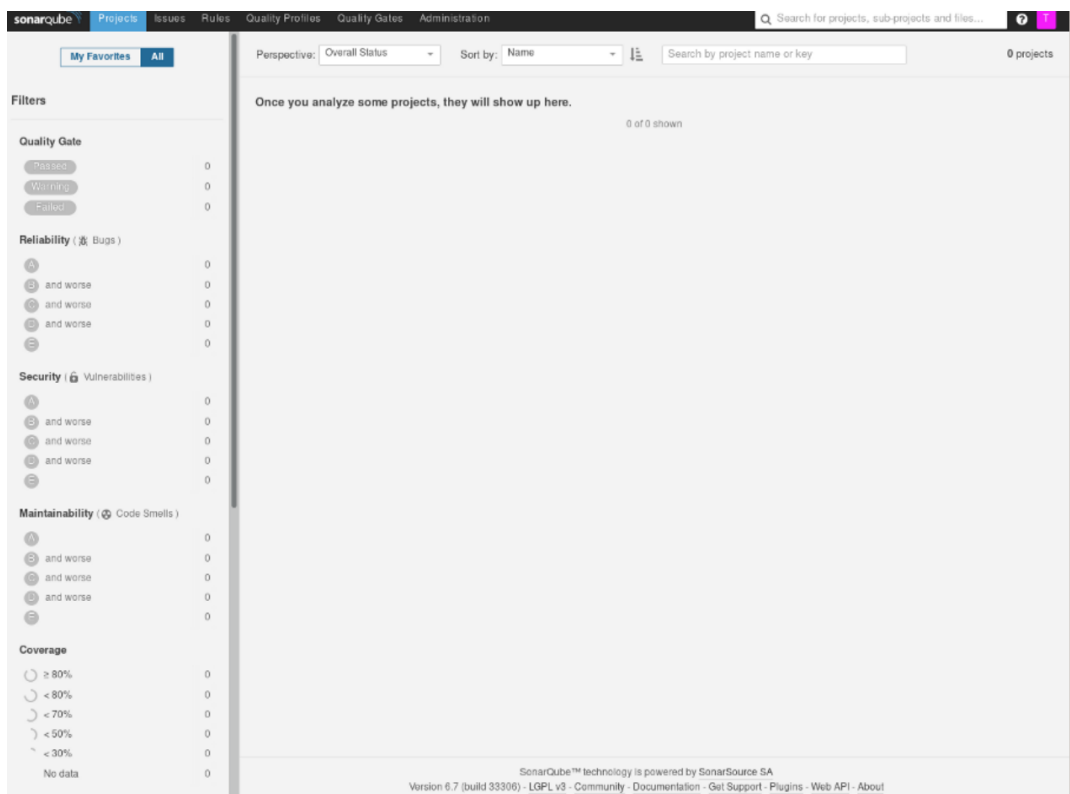 sonarqube Projects Issues Rules Quality Profiles Quality Gates Administration Search for projects, sub-projects and files... ? T
My Favorites All
Perspective: Overall Status Sort by: Name Search by project name or key 0 projects
Filters
Once you analyze some projects, they will show up here.
0 of 0 shown
Quality Gate
Passed 0
Warning 0
Failed 0
Reliability ( Bugs )
A 0
B and worse 0
C and worse 0
D and worse 0
E 0
Security ( Vulnerabilities )
A 0
B and worse 0
C and worse 0
D and worse 0
E 0
Maintainability ( Code Smells )
A 0
B and worse 0
C and worse 0
D and worse 0
E 0
Coverage
≥ 80% 0
< 80% 0
< 70% 0
< 50% 0
< 30% 0
No data 0
SonarQube™ technology is powered by SonarSource SA
Version 6.7 (build 33306) - LGPL v3 - Community - Documentation - Get Support - Plugins - Web API - About